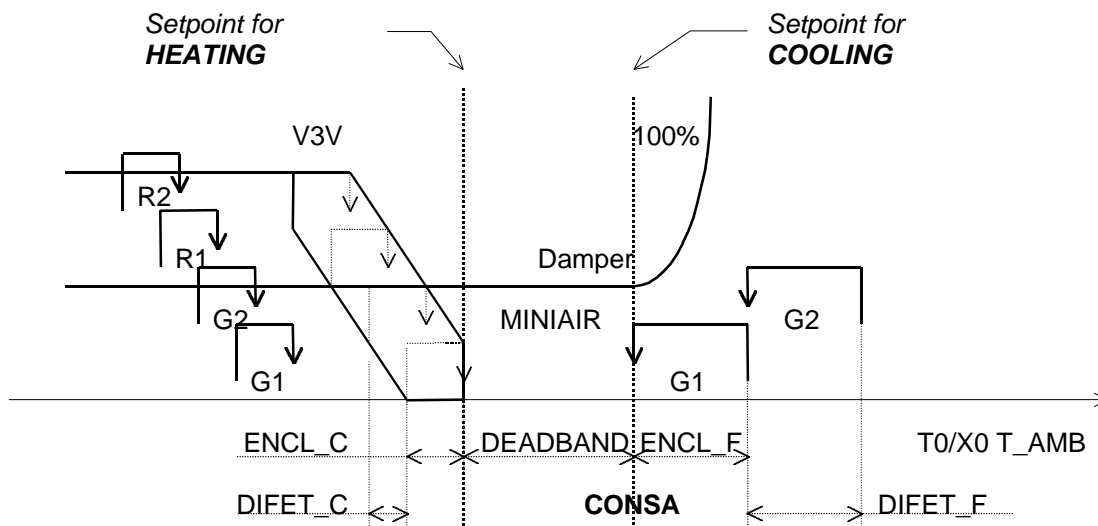 Setpoint for
HEATING
Setpoint for
COOLING
V3V
100%
R2
R1
Damper
G2
MINIAIR
G2
G1
G1
ENCL_C
DEADBAND
ENCL_F
T0/X0 T_AMB
DIFET_C
CONSA
DIFET_F